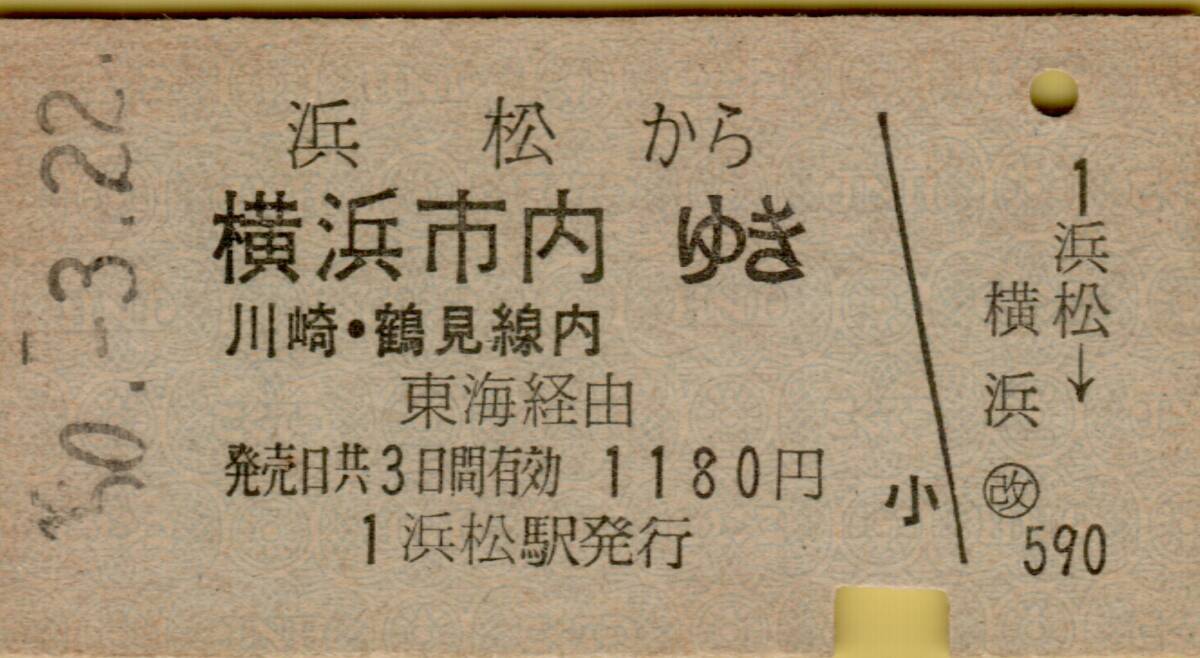 50.-3.22.
浜松から
横浜市内ゆき
川崎・鶴見線内
東海経由
発売日共3日間有効 1180円
1浜松駅発行
小
1浜松→
横浜
改
590